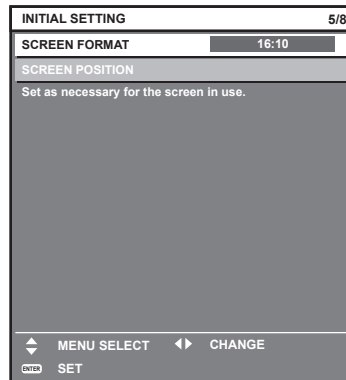 INITIAL SETTING 5/8
SCREEN FORMAT 16:10
SCREEN POSITION
Set as necessary for the screen in use.
MENU SELECT CHANGE
ENTER SET